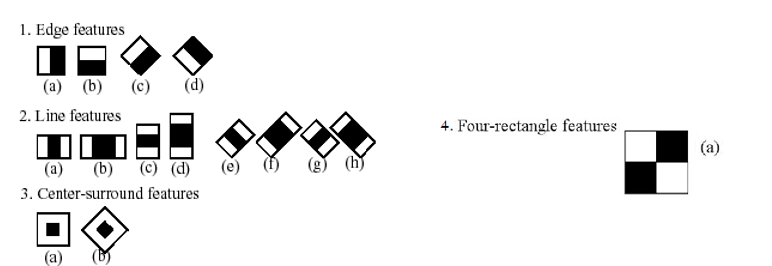 1. Edge features
(a) (b) (c) (d)
2. Line features
(a) (b) (c) (d) (e) (f) (g) (h)
3. Center-surround features
(a) (b)
4. Four-rectangle features
(a)